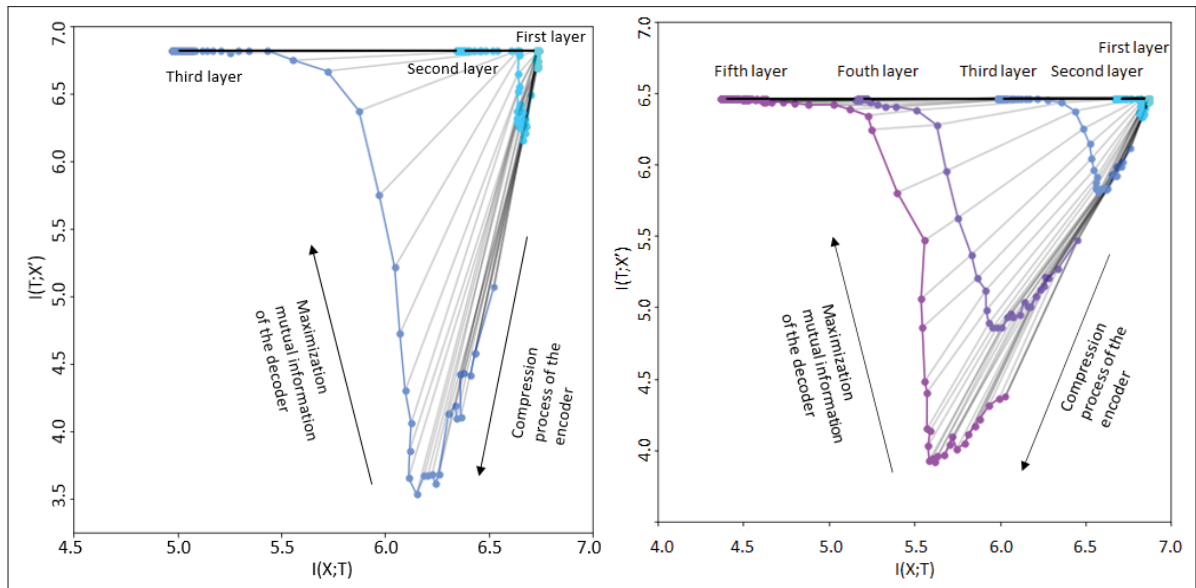 7.0
6.5
6.0
5.5
5.0
4.5
4.0
3.5
I(T;X')
First layer
Second layer
Third layer
Maximization
mutual information
of the decoder
Compression
process of the
encoder
4.5 5.0 5.5 6.0 6.5 7.0
I(X;T)
7.0
6.5
6.0
5.5
5.0
4.5
4.0
I(T;X')
First layer
Fifth layer Fouth layer Third layer Second layer
Maximization
mutual information
of the decoder
Compression
process of the
encoder
4.0 4.5 5.0 5.5 6.0 6.5 7.0
I(X;T)